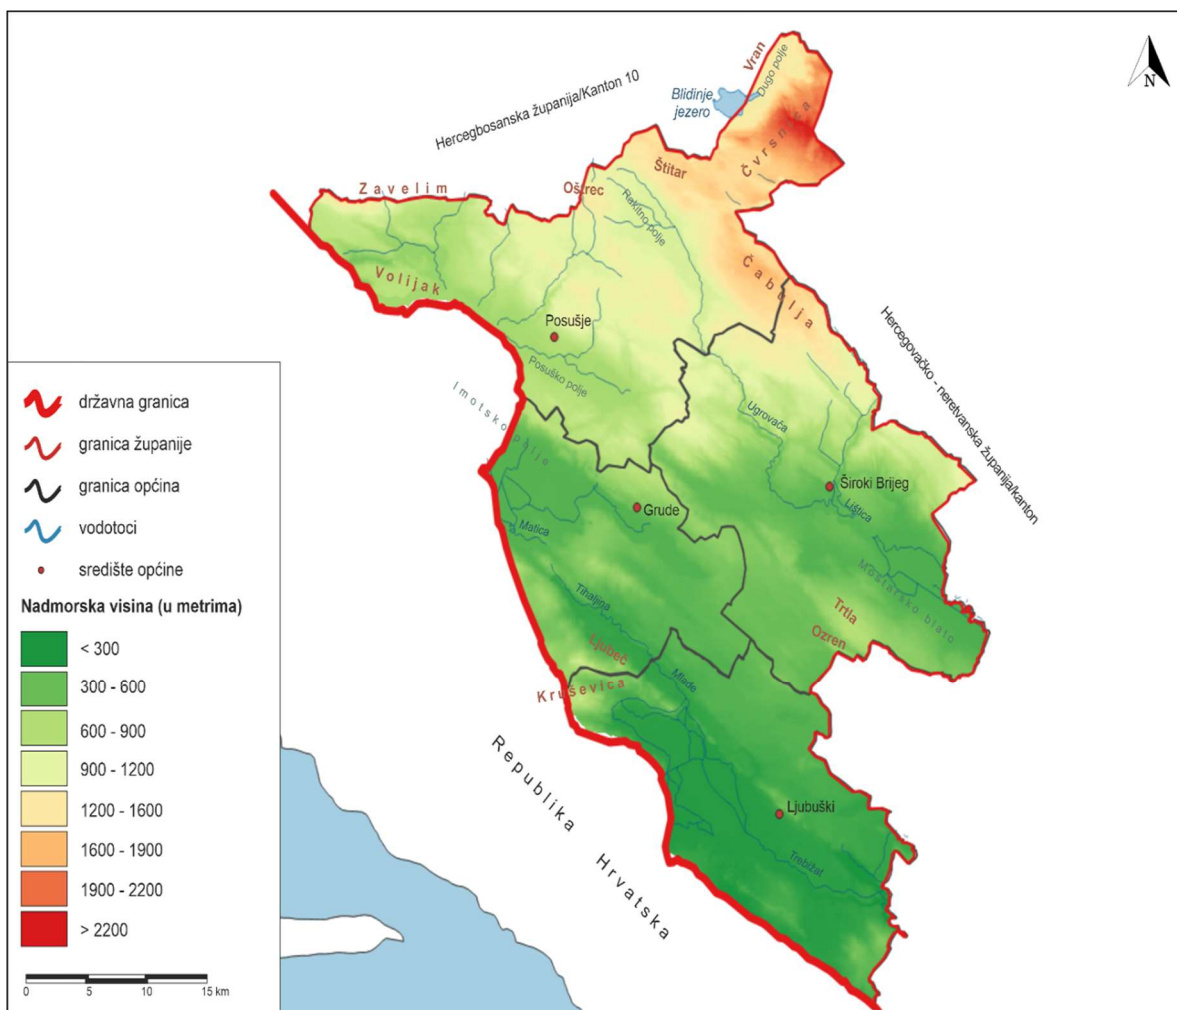 N
Vran
Dugo polje
Blidinje
jezero
Hercegbosanska županija/Kanton 10
Čvrsnica
Štitar
Zavelim
Oštrec
Rakitno polje
Volijak
Čabulja
Posušje
Hercegovačko - neretvanska županija/kanton
Posuško polje
Imotsko polje
Ugrovača
Široki Brijeg
Lištica
Grude
Matica
Mostarsko blato
Tihaljina
Trtla
Ozren
Ljubeč
Kruševica
Mlade
Republika Hrvatska
Ljubuški
Trebižat
državna granica
granica županije
granica općina
vodotoci
središte općine
Nadmorska visina (u metrima)
< 300
300 - 600
600 - 900
900 - 1200
1200 - 1600
1600 - 1900
1900 - 2200
> 2200
0 5 10 15 km